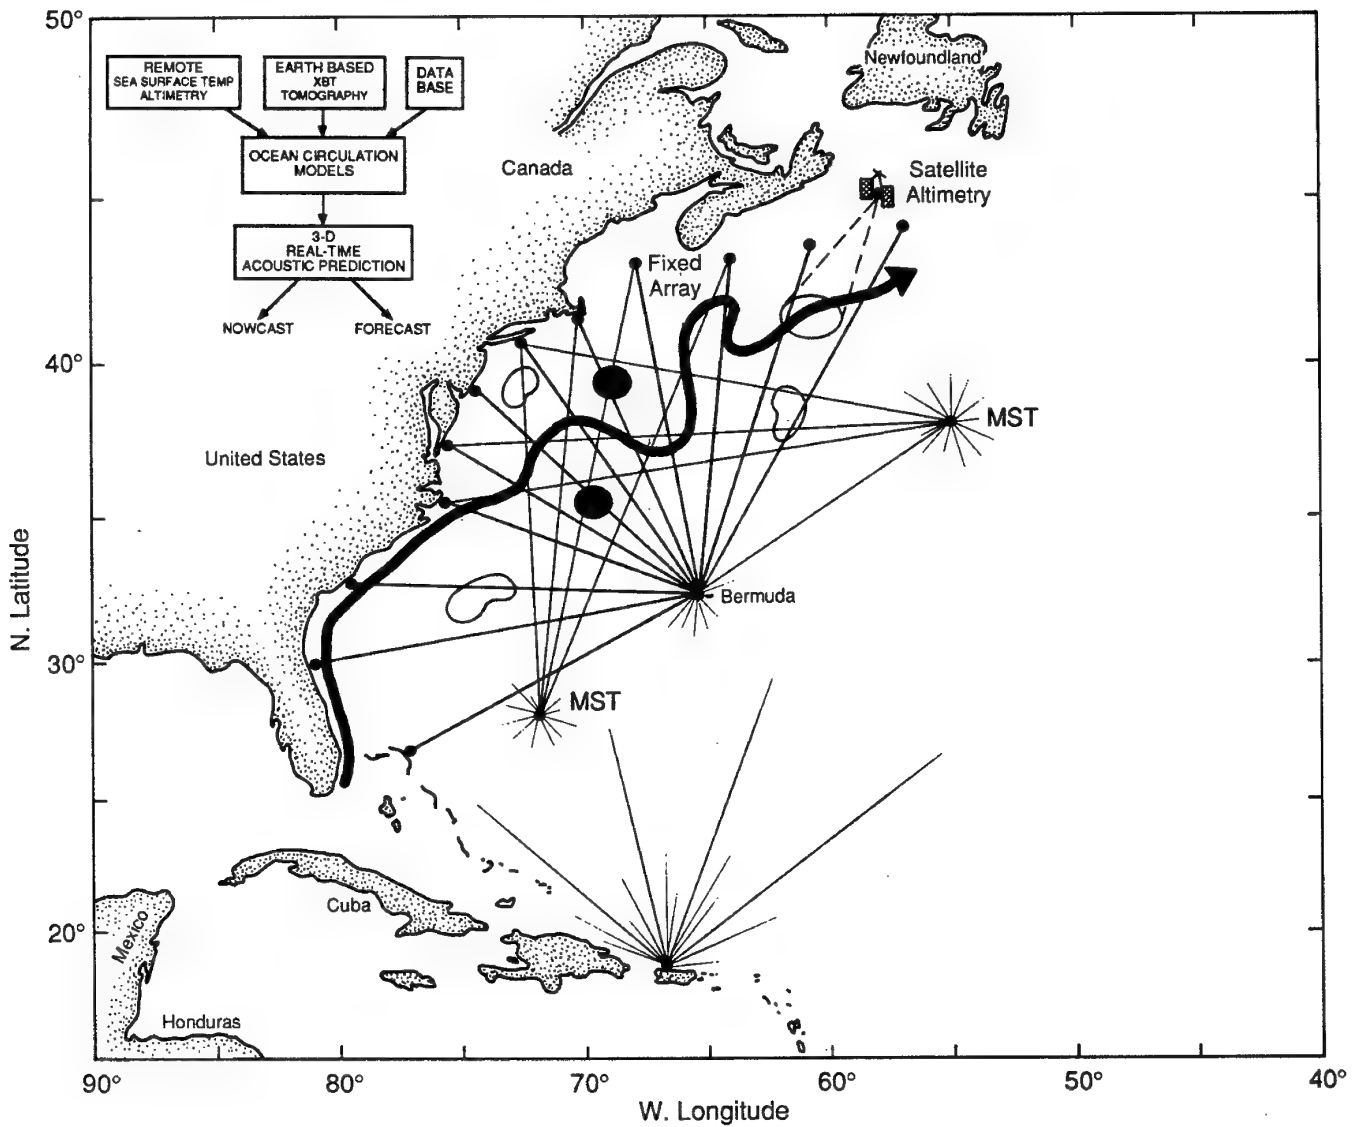 50°
REMOTE
SEA SURFACE TEMP
ALTIMETRY
EARTH BASED
XBT
TOMOGRAPHY
DATA
BASE
OCEAN CIRCULATION
MODELS
3-D
REAL-TIME
ACOUSTIC PREDICTION
NOWCAST
FORECAST
Newfoundland
Canada
Satellite
Altimetry
Fixed
Array
40°
MST
United States
N. Latitude
Bermuda
30°
MST
Cuba
20°
Mexico
Honduras
90°
80°
70°
60°
50°
40°
W. Longitude